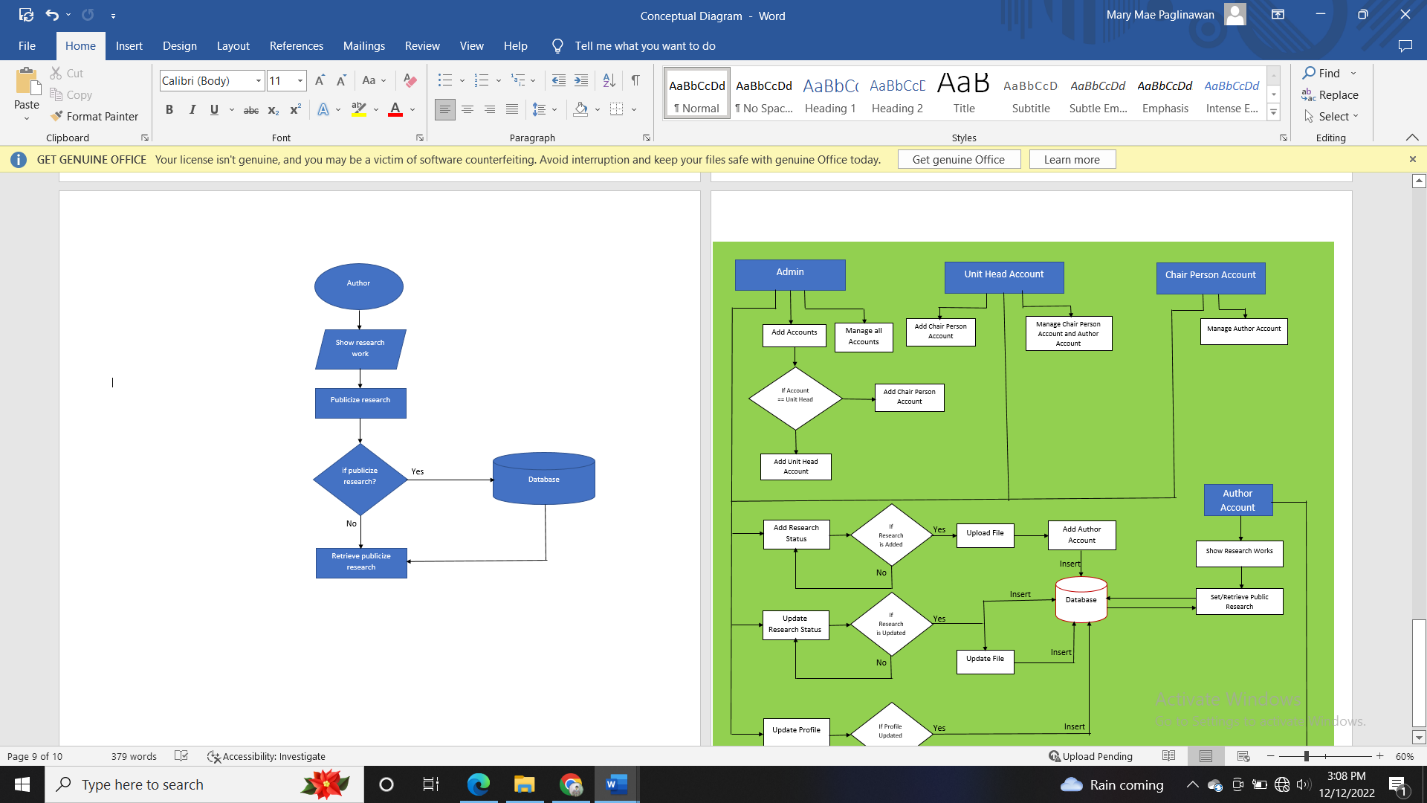 Conceptual Diagram - Word
Mary Mae Paglinawan
File Home Insert Design Layout References Mailings Review View Help Tell me what you want to do
Paste
Cut
Copy
Format Painter
Clipboard
Calibri (Body) 11
Font
Paragraph
AaBbCcDd AaBbCcDd AaBbC( AaBbCcE AaB AaBbCcD AaBbCcDd AaBbCcDd AaBbCcDd
¶ Normal ¶ No Spac... Heading 1 Heading 2 Title Subtitle Subtle Em... Emphasis Intense E...
Styles
Find
Replace
Select
Editing
GET GENUINE OFFICE Your license isn't genuine, and you may be a victim of software counterfeiting. Avoid interruption and keep your files safe with genuine Office today. Get genuine Office Learn more
Author
Show research
work
Publicize research
if publicize
research?
Yes
Database
No
Retrieve publicize
research
Admin
Unit Head Account
Chair Person Account
Add Accounts
Manage all
Accounts
Add Chair Person
Account
Manage Chair Person
Account and Author
Account
Manage Author Account
If Account
== Unit Head
Add Chair Person
Account
Add Unit Head
Account
Author
Account
Add Research
Status
If
Research
is Added
Yes
Upload File
Add Author
Account
No
Insert
Show Research Works
Database
Set/Retrieve Public
Research
Update
Research Status
If
Research
is Updated
Yes
Insert
No
Update File
Insert
Update Profile
If Profile
Updated
Yes
Insert
Activate Windows
Go to Settings to activate Windows.
Page 9 of 10 379 words Accessibility: Investigate Upload Pending 60%
Type here to search
Rain coming
3:08 PM
12/12/2022
1